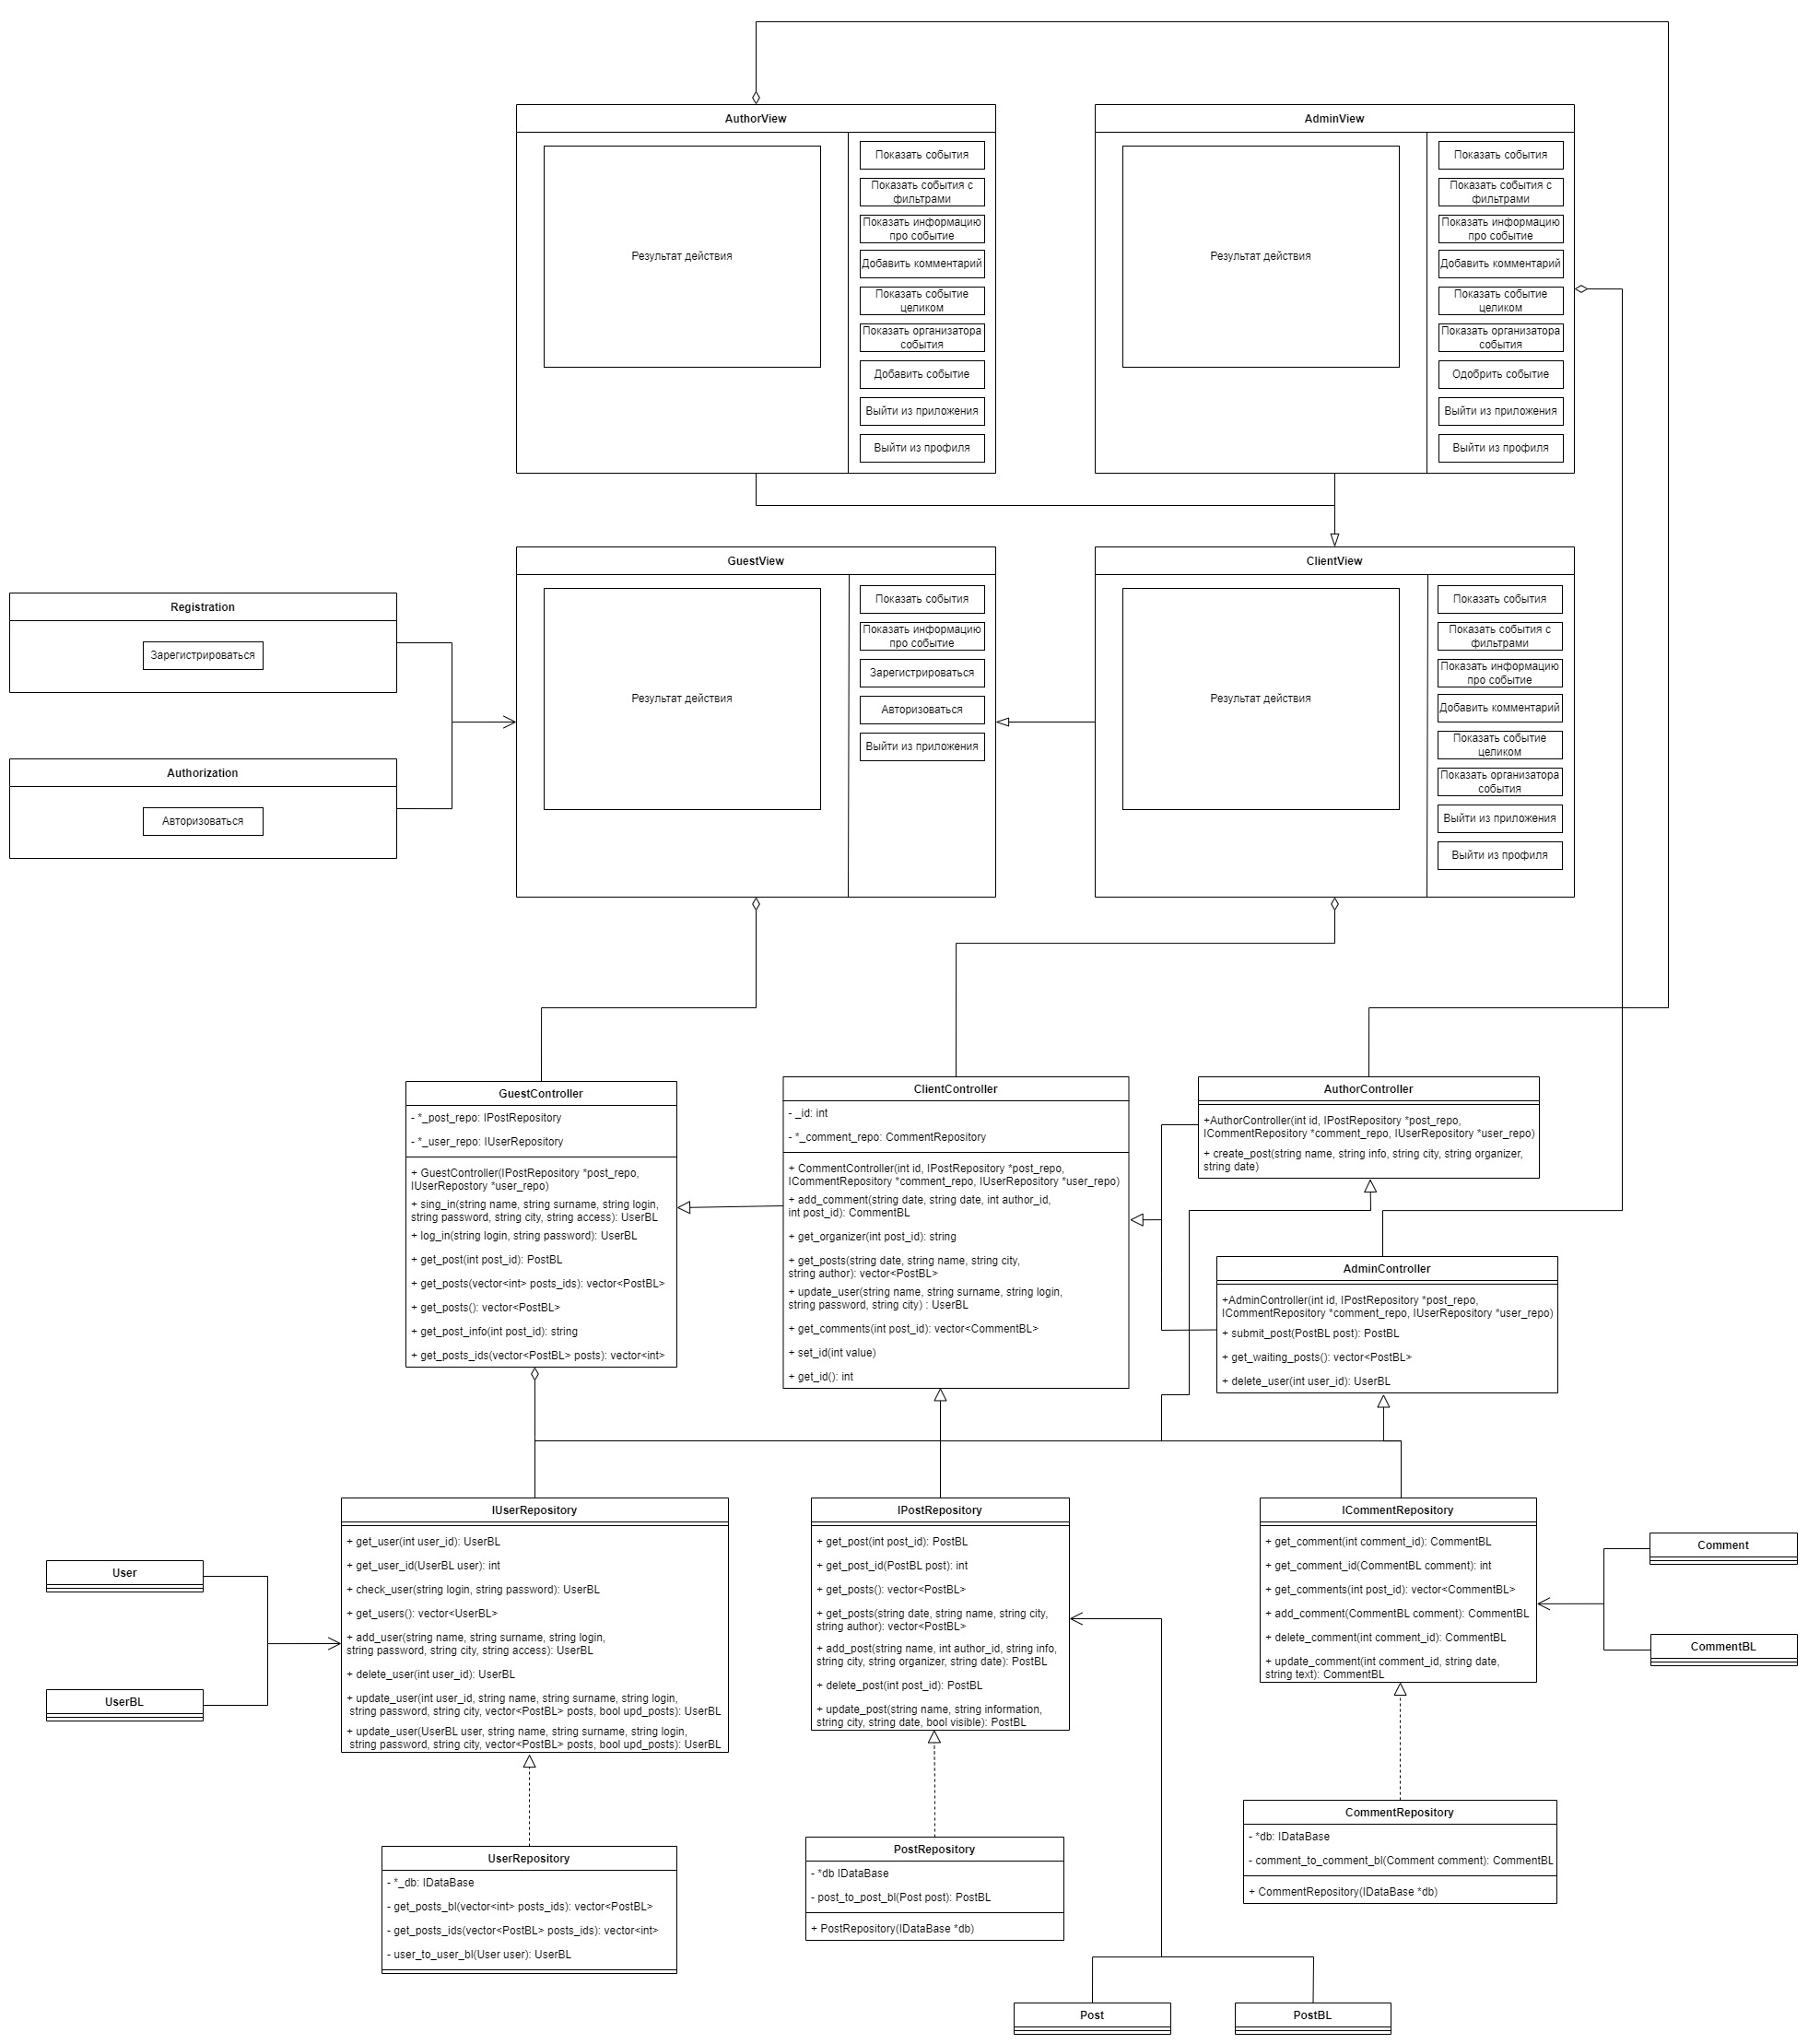 AuthorView
Результат действия
Показать события
Показать события с
фильтрами
Показать информацию
про событие
Добавить комментарий
Показать событие
целиком
Показать организатора
события
Добавить событие
Выйти из приложения
Выйти из профиля
AdminView
Результат действия
Показать события
Показать события с
фильтрами
Показать информацию
про событие
Добавить комментарий
Показать событие
целиком
Показать организатора
события
Одобрить событие
Выйти из приложения
Выйти из профиля
Registration
Зарегистрироваться
Authorization
Авторизоваться
GuestView
Результат действия
Показать события
Показать информацию
про событие
Зарегистрироваться
Авторизоваться
Выйти из приложения
ClientView
Результат действия
Показать события
Показать события с
фильтрами
Показать информацию
про событие
Добавить комментарий
Показать событие
целиком
Показать организатора
события
Выйти из приложения
Выйти из профиля
GuestController
- *_post_repo: IPostRepository
- *_user_repo: IUserRepository
+ GuestController(IPostRepository *post_repo,
IUserRepostory *user_repo)
+ sing_in(string name, string surname, string login,
string password, string city, string access): UserBL
+ log_in(string login, string password): UserBL
+ get_post(int post_id): PostBL
+ get_posts(vector<int> posts_ids): vector<PostBL>
+ get_posts(): vector<PostBL>
+ get_post_info(int post_id): string
+ get_posts_ids(vector<PostBL> posts): vector<int>
ClientController
- _id: int
- *_comment_repo: CommentRepository
+ CommentController(int id, IPostRepository *post_repo,
ICommentRepository *comment_repo, IUserRepository *user_repo)
+ add_comment(string date, string date, int author_id,
int post_id): CommentBL
+ get_organizer(int post_id): string
+ get_posts(string date, string name, string city,
string author): vector<PostBL>
+ update_user(string name, string surname, string login,
string password, string city) : UserBL
+ get_comments(int post_id): vector<CommentBL>
+ set_id(int value)
+ get_id(): int
AuthorController
+AuthorController(int id, IPostRepository *post_repo,
ICommentRepository *comment_repo, IUserRepository *user_repo)
+ create_post(string name, string info, string city, string organizer,
string date)
AdminController
+AdminController(int id, IPostRepository *post_repo,
ICommentRepository *comment_repo, IUserRepository *user_repo)
+ submit_post(PostBL post): PostBL
+ get_waiting_posts(): vector<PostBL>
+ delete_user(int user_id): UserBL
User
UserBL
IUserRepository
+ get_user(int user_id): UserBL
+ get_user_id(UserBL user): int
+ check_user(string login, string password): UserBL
+ get_users(): vector<UserBL>
+ add_user(string name, string surname, string login,
string password, string city, string access): UserBL
+ delete_user(int user_id): UserBL
+ update_user(int user_id, string name, string surname, string login,
string password, string city, vector<PostBL> posts, bool upd_posts): UserBL
+ update_user(UserBL user, string name, string surname, string login,
string password, string city, vector<PostBL> posts, bool upd_posts): UserBL
IPostRepository
+ get_post(int post_id): PostBL
+ get_post_id(PostBL post): int
+ get_posts(): vector<PostBL>
+ get_posts(string date, string name, string city,
string author): vector<PostBL>
+ add_post(string name, int author_id, string info,
string city, string organizer, string date): PostBL
+ delete_post(int post_id): PostBL
+ update_post(string name, string information,
string city, string date, bool visible): PostBL
ICommentRepository
+ get_comment(int comment_id): CommentBL
+ get_comment_id(CommentBL comment): int
+ get_comments(int post_id): vector<CommentBL>
+ add_comment(CommentBL comment): CommentBL
+ delete_comment(int comment_id): CommentBL
+ update_comment(int comment_id, string date,
string text): CommentBL
Comment
CommentBL
UserRepository
- *_db: IDataBase
- get_posts_bl(vector<int> posts_ids): vector<PostBL>
- get_posts_ids(vector<PostBL> posts_ids): vector<int>
- user_to_user_bl(User user): UserBL
PostRepository
- *db IDataBase
- post_to_post_bl(Post post): PostBL
+ PostRepository(IDataBase *db)
CommentRepository
- *db: IDataBase
- comment_to_comment_bl(Comment comment): CommentBL
+ CommentRepository(IDataBase *db)
Post
PostBL